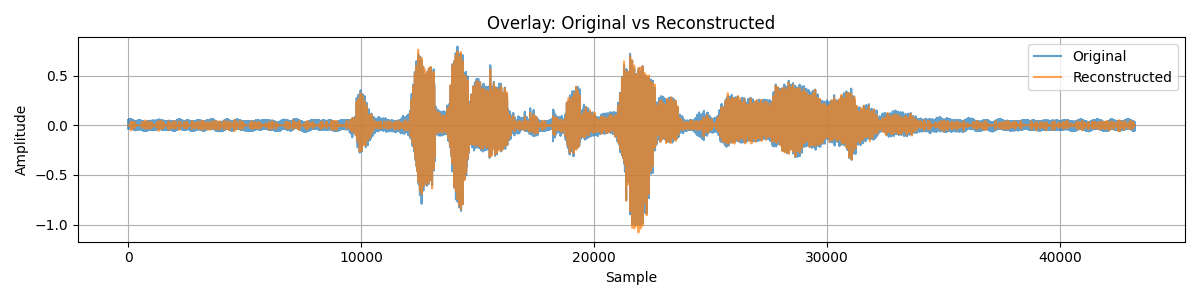 Overlay: Original vs Reconstructed
Original
Reconstructed
Amplitude
0.5
0.0
−0.5
−1.0
0
10000
20000
30000
40000
Sample